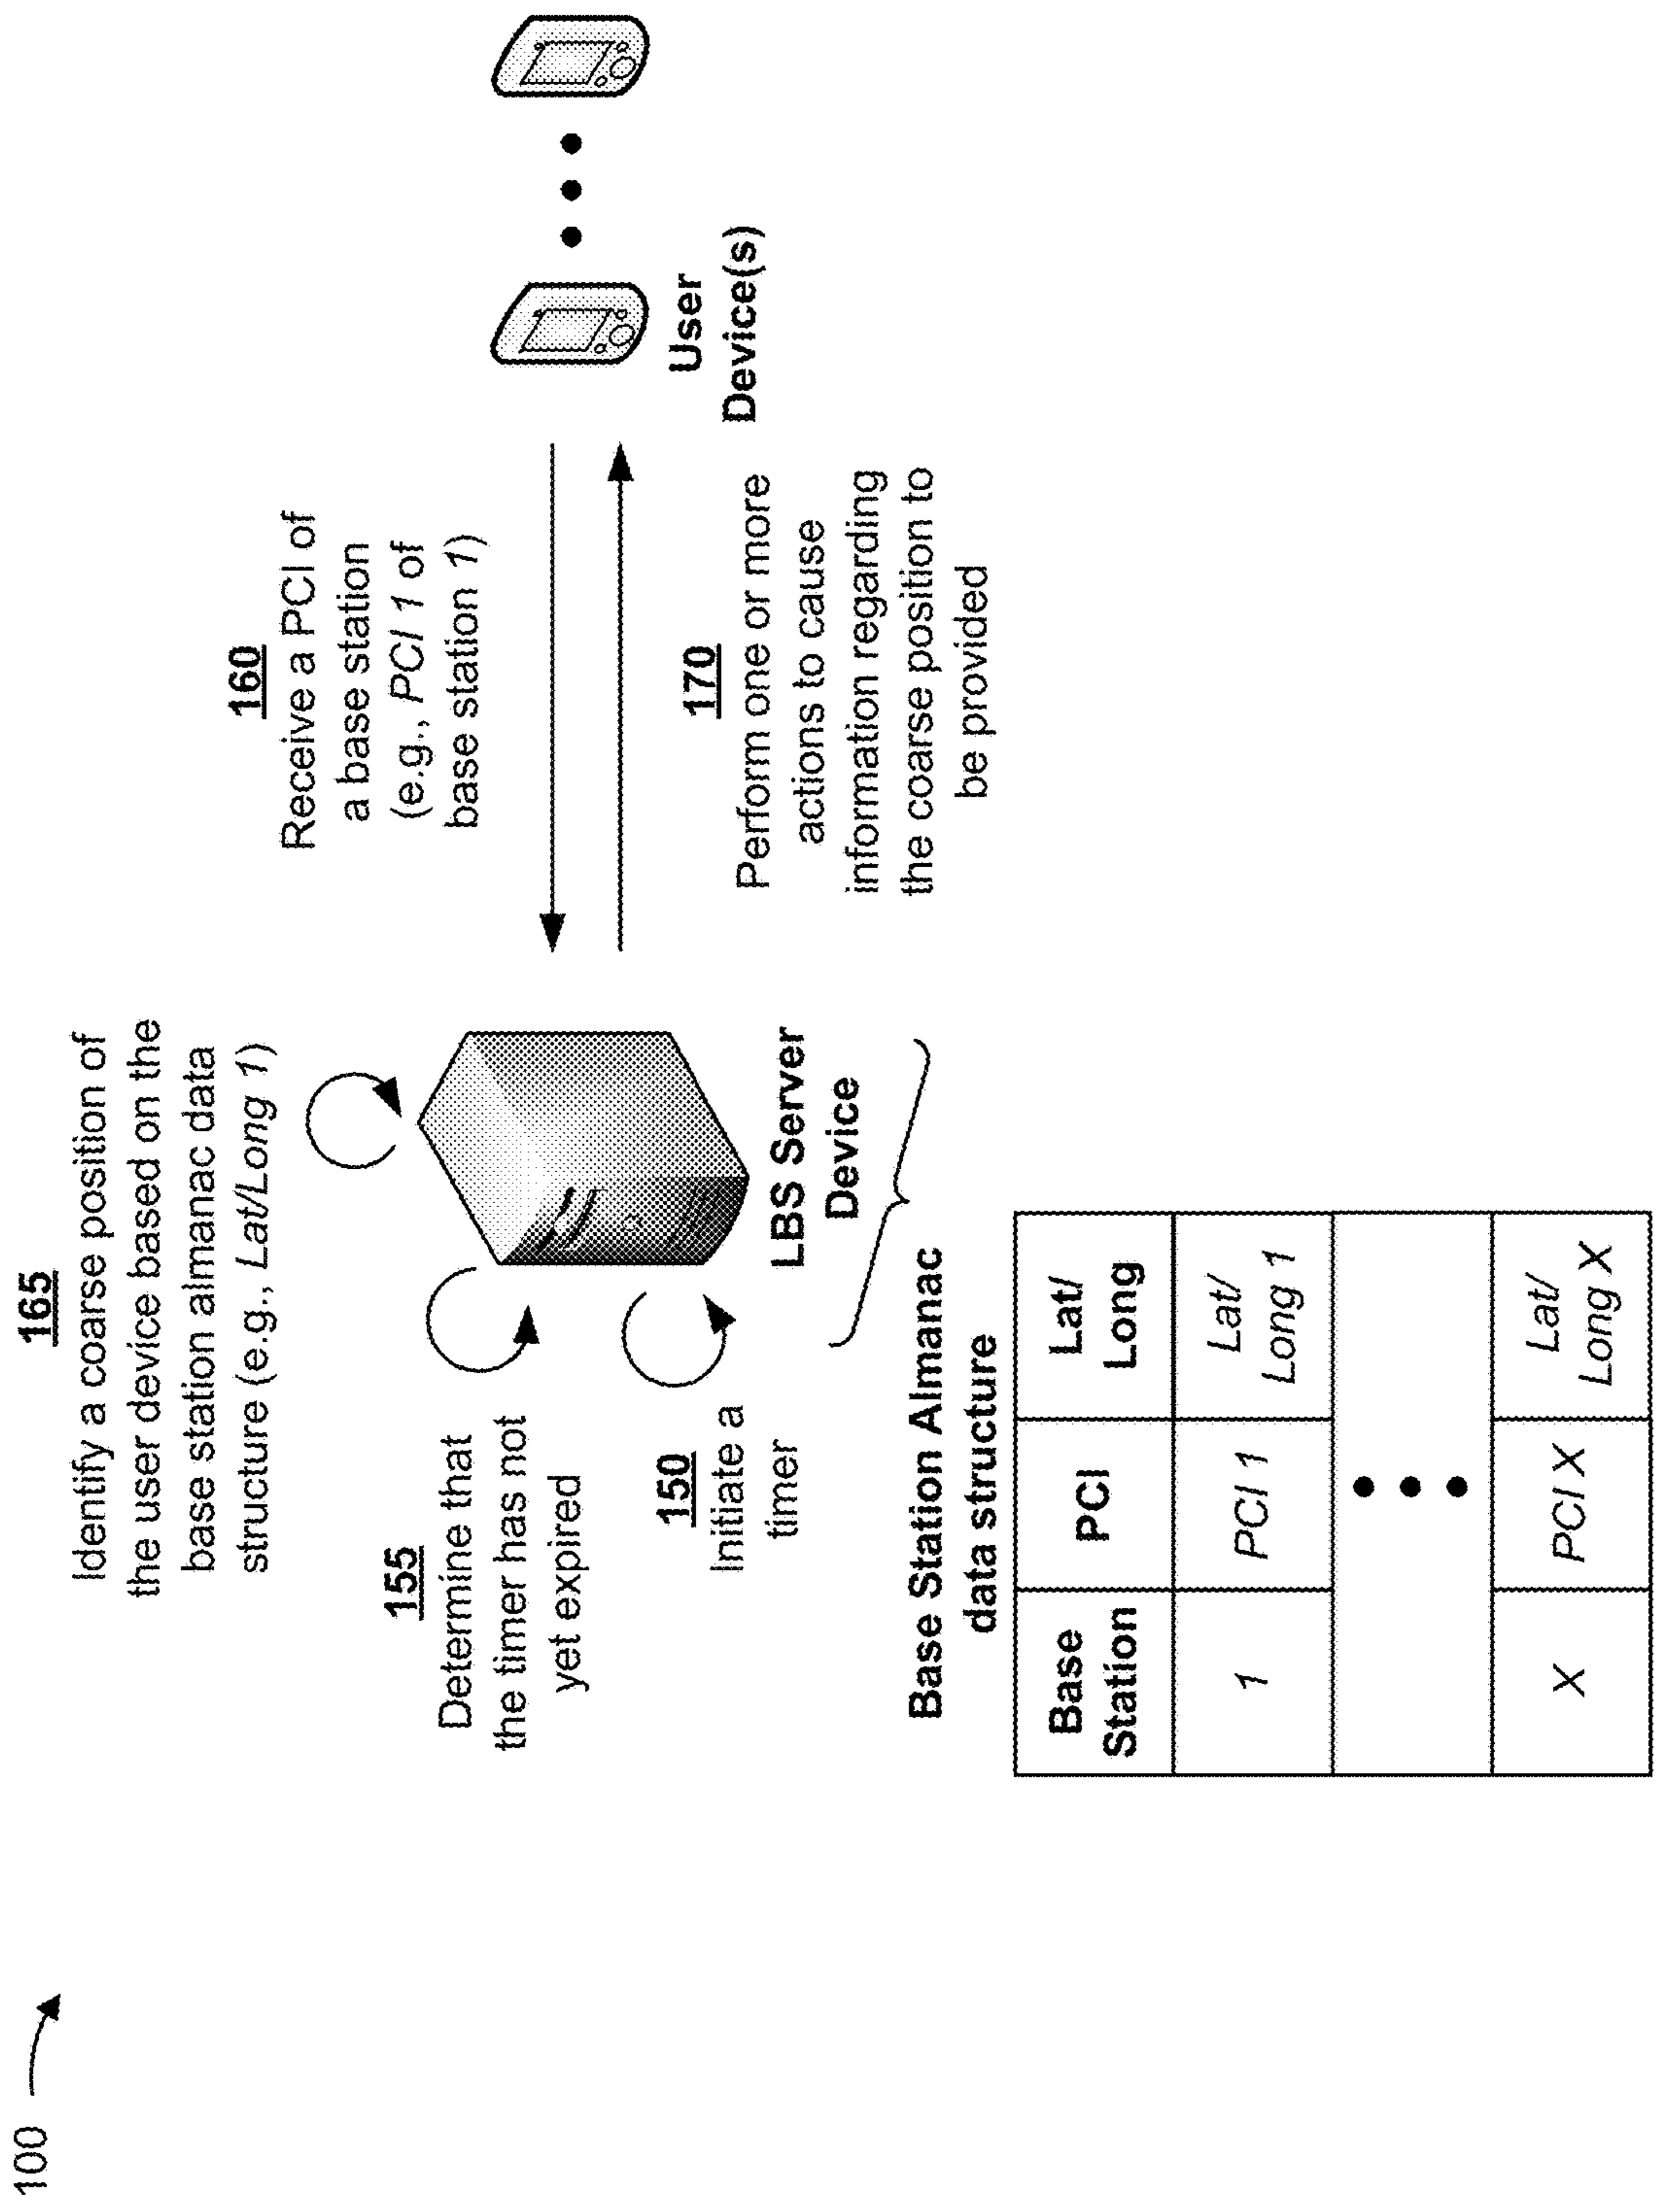 100
165
Identify a coarse position of
the user device based on the
base station almanac data
structure (e.g., Lat/Long 1)
155
Determine that
the timer has not
yet expired
150
Initiate a
timer
LBS Server
Device
160
Receive a PCI of
a base station
(e.g., PCI 1 of
base station 1)
170
Perform one or more
actions to cause
information regarding
the coarse position to
be provided
User
Device(s)
Base Station Almanac
data structure
Base
Station
PCI
Lat/
Long
1
PCI 1
Lat/
Long 1
X
PCI X
Lat/
Long X